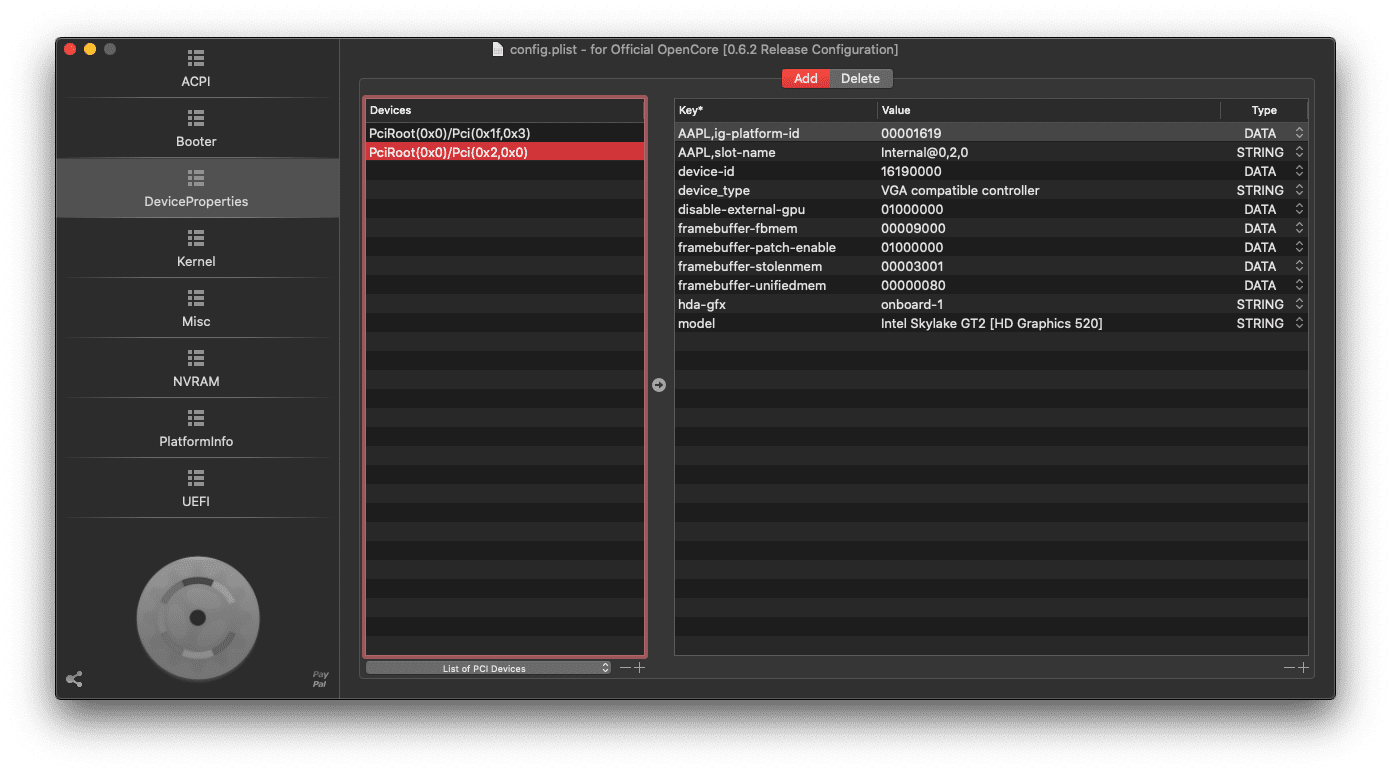 config.plist - for Official OpenCore [0.6.2 Release Configuration]
ACPI
Booter
DeviceProperties
Kernel
Misc
NVRAM
PlatformInfo
UEFI
Pay
Pal
Add Delete
Devices
PciRoot(0x0)/Pci(0x1f,0x3)
PciRoot(0x0)/Pci(0x2,0x0)
List of PCI Devices
Key* Value Type
AAPL,ig-platform-id 00001619 DATA
AAPL,slot-name Internal@0,2,0 STRING
device-id 16190000 DATA
device_type VGA compatible controller STRING
disable-external-gpu 01000000 DATA
framebuffer-fbmem 00009000 DATA
framebuffer-patch-enable 01000000 DATA
framebuffer-stolenmem 00003001 DATA
framebuffer-unifiedmem 00000080 DATA
hda-gfx onboard-1 STRING
model Intel Skylake GT2 [HD Graphics 520] STRING